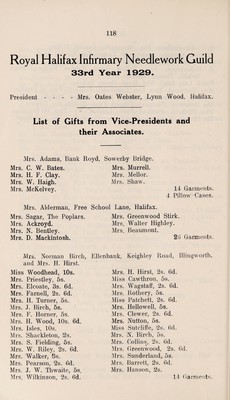 118
Royal Halifax Infirmary Needlework Guild
33rd Year 1929.
President - - - - Mrs. Oates Webster, Lynn Wood, Halifax.
List of Gifts from Vice-Presidents and
their Associates.
Mrs. Adams, Bank Royd, Sowerby Bridge.
Mrs. C. W. Bates. Mrs. Murrell.
Mrs. H. F. Clay. Mrs. Mellor.
Mrs. W. Haigh. Mrs. Shaw.
Mrs. McKelvey. 14 Garments.
4 Pillow Cases.
Mrs. Alderman, Free School Lane, Halifax.
Mrs. Sagar, The Poplars. Mrs. Greenwood Stirk.
Mrs. Ackroyd. Mrs. Walter Highley.
Mrs. N. Bentley. Mrs. Beaumont.
Mrs. D. Mackintosh. 26 Garments.
Mrs. Norman Birch, Ellenbank, Keighley Road, Illingworth,
and Mrs. H. Hirst.
Miss Woodhead, 10s. Mrs. H. Hirst, 2s. 6d.
Mrs. Priestley, 5s. Miss Cawthron, 5s.
Mrs. Elcoate, 3s. 6d. Mrs. Wagstaff, 2s. 6d.
Mrs. Farnell, 2s. 6d. Mrs. Rothery, 5s.
Mrs. H. Turner, 5s. Miss Patchett, 2s. 6d.
Mrs. J. Birch, 5s. Mrs. Hellowell, 5s.
Mrs. F. Horner, 5s. Mrs. Clewer, 2s. 6d.
Mrs. H. Wood, 10s. 6d. Mrs. Nutton, 5s.
Mrs. Isles, 10s. Miss Sutcliffe, 2s. 6d.
Mrs. Shackleton, 2s. Mrs. N. Birch, 5s.
Mrs. S. Fielding, 5s. Mrs. Collins, 2s. 6d.
Mrs. W. Riley, 2s. 6d. Mrs. Greenwood, 2s. 6d.
Mrs. Walker, 5s. Mrs. Sunderland, 5s.
Mrs. Pearson, 2s. 6d. Mrs. Barrett, 2s. 6d.
Mrs. J. W. Thwaite, 5s. Mrs. Hanson, 2s.
Mrs. Wilkinson, 2s. 6d. 14 Garments.